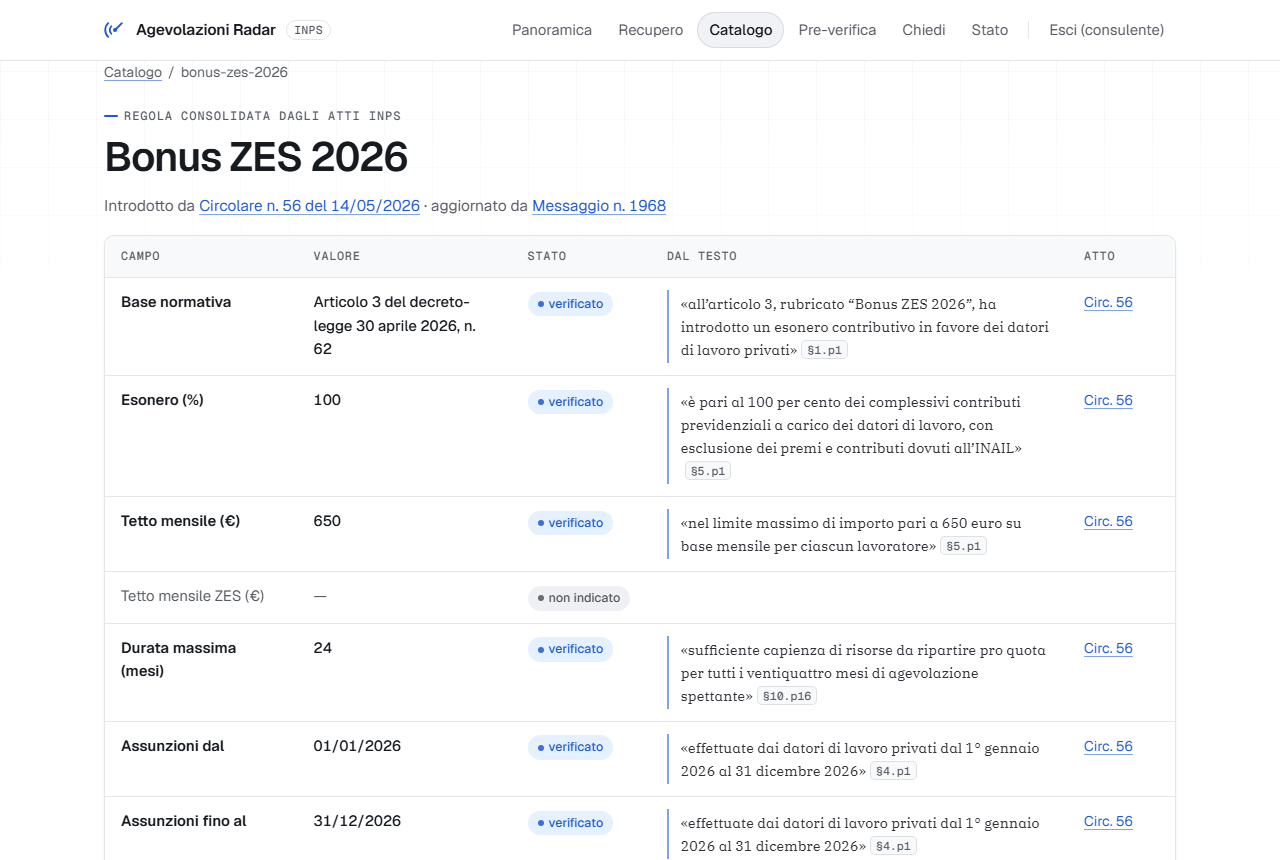 Agevolazioni Radar INPS Panoramica Recupero Catalogo Pre-verifica Chiedi Stato Esci (consulente)
Catalogo / bonus-zes-2026
REGOLA CONSOLIDATA DAGLI ATTI INPS
Bonus ZES 2026
Introdotto da Circolare n. 56 del 14/05/2026 · aggiornato da Messaggio n. 1968
CAMPO VALORE STATO DAL TESTO ATTO
Base normativa
Articolo 3 del decreto-
legge 30 aprile 2026, n.
62
verificato
«all’articolo 3, rubricato “Bonus ZES 2026”, ha
introdotto un esonero contributivo in favore dei datori
di lavoro privati» §1.p1
Circ. 56
Esonero (%)
100
verificato
«è pari al 100 per cento dei complessivi contributi
previdenziali a carico dei datori di lavoro, con
esclusione dei premi e contributi dovuti all’INAIL»
§5.p1
Circ. 56
Tetto mensile (€)
650
verificato
«nel limite massimo di importo pari a 650 euro su
base mensile per ciascun lavoratore» §5.p1
Circ. 56
Tetto mensile ZES (€)
—
non indicato
Durata massima
(mesi)
24
verificato
«sufficiente capienza di risorse da ripartire pro quota
per tutti i ventiquattro mesi di agevolazione
spettante» §10.p16
Circ. 56
Assunzioni dal
01/01/2026
verificato
«effettuate dai datori di lavoro privati dal 1° gennaio
2026 al 31 dicembre 2026» §4.p1
Circ. 56
Assunzioni fino al
31/12/2026
verificato
«effettuate dai datori di lavoro privati dal 1° gennaio
2026 al 31 dicembre 2026» §4.p1
Circ. 56